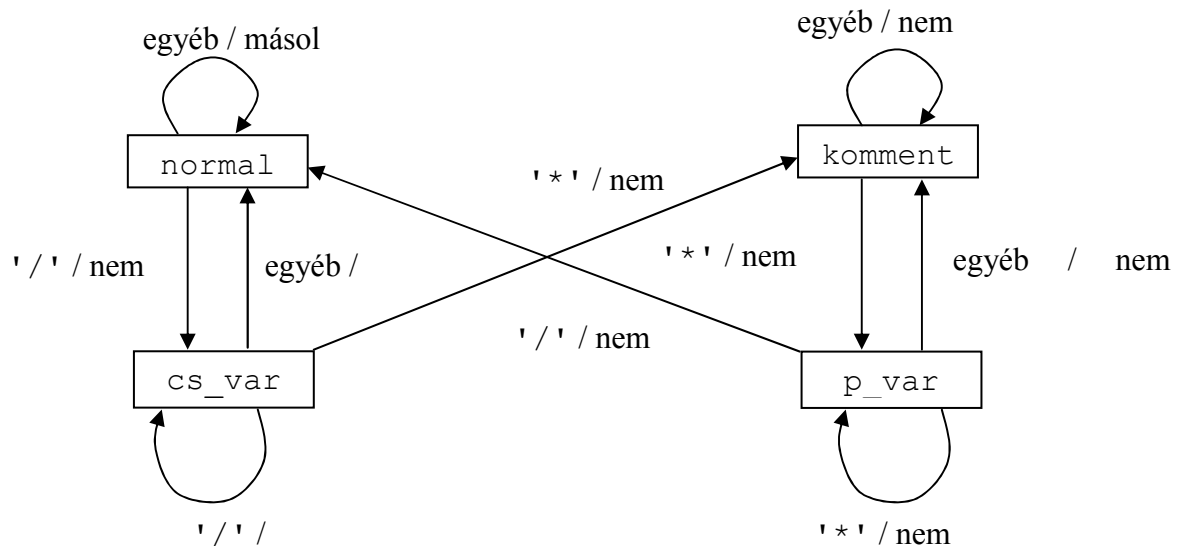 egyéb / másol
egyéb / nem
normal
komment
'*' / nem
'/' / nem
egyéb /
'*' / nem
egyéb / nem
'/' / nem
cs_var
p_var
'/' /
'*' / nem